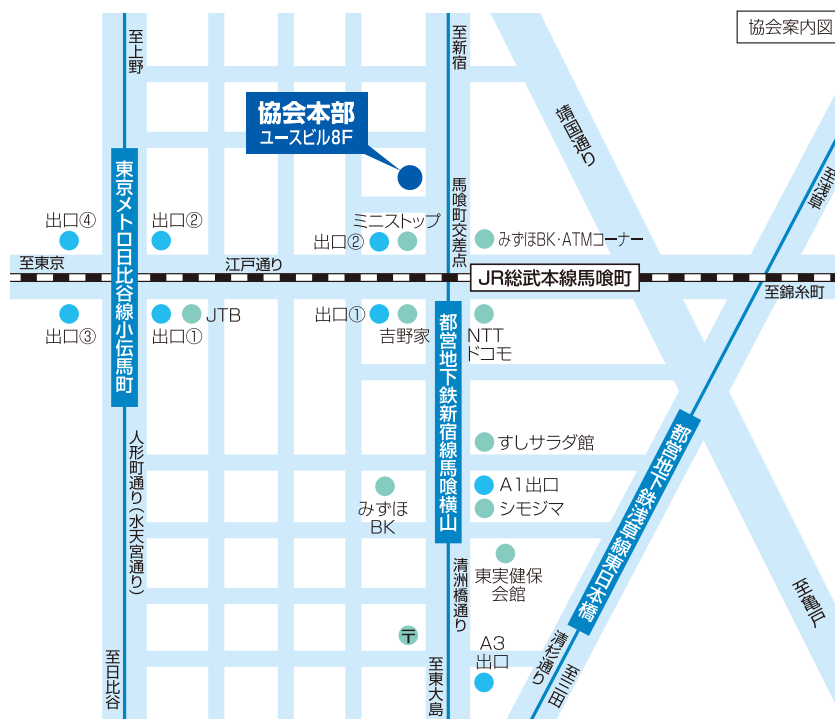 協会案内図
至上野
至新宿
協会本部
ユースビル8F
靖国通り
至浅草
東京メトロ日比谷線小伝馬町
馬喰町交差点
出口④
出口②
ミニストップ
出口②
みずほBK・ATMコーナー
至東京
江戸通り
JR総武本線馬喰町
至錦糸町
出口③
出口①
JTB
出口①
吉野家
NTT
ドコモ
都営地下鉄新宿線馬喰横山
都営地下鉄浅草線東日本橋
人形町通り(水天宮通り)
すしサラダ館
A1出口
シモジマ
みずほ
BK
東実健保
会館
清洲橋通り
至亀戸
〒
A3
出口
清杉通り
至三田
至日比谷
至東大島